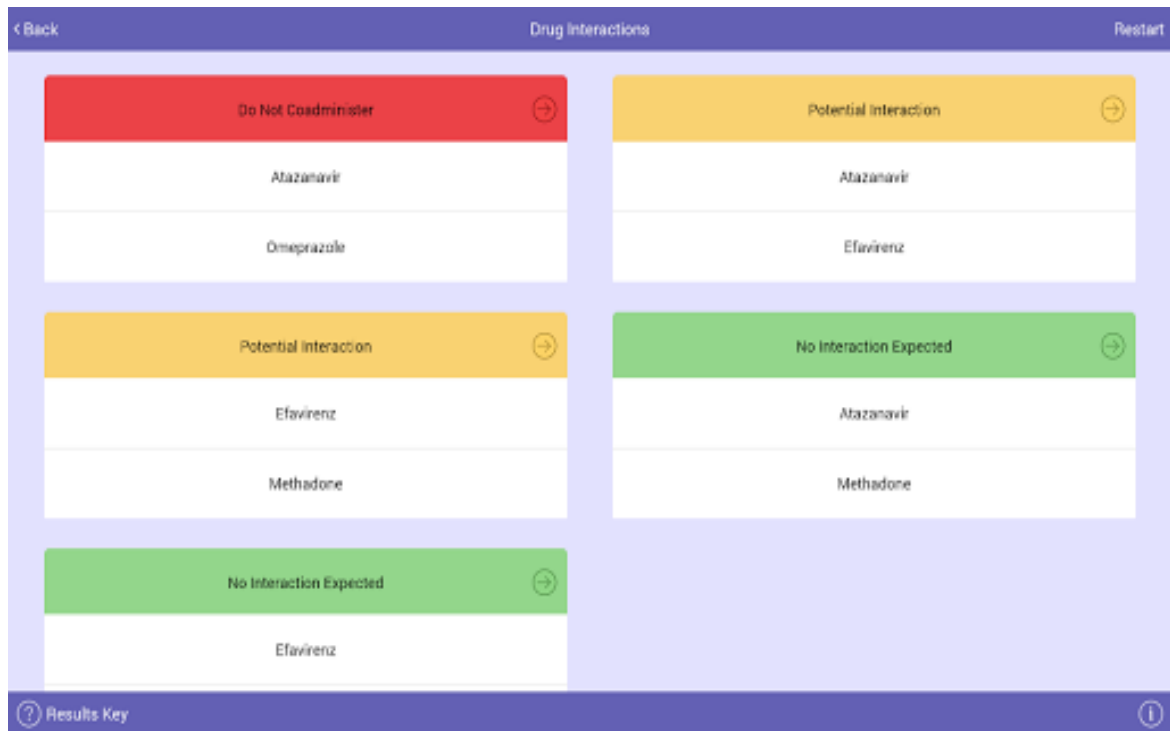 Back
Drug Interactions
Restart
Do Not Coadminister
Atazanavir
Omeprazole
Potential Interaction
Atazanavir
Efavirenz
Potential Interaction
Efavirenz
Methadone
No Interaction Expected
Atazanavir
Methadone
No Interaction Expected
Efavirenz
? Results Key
i